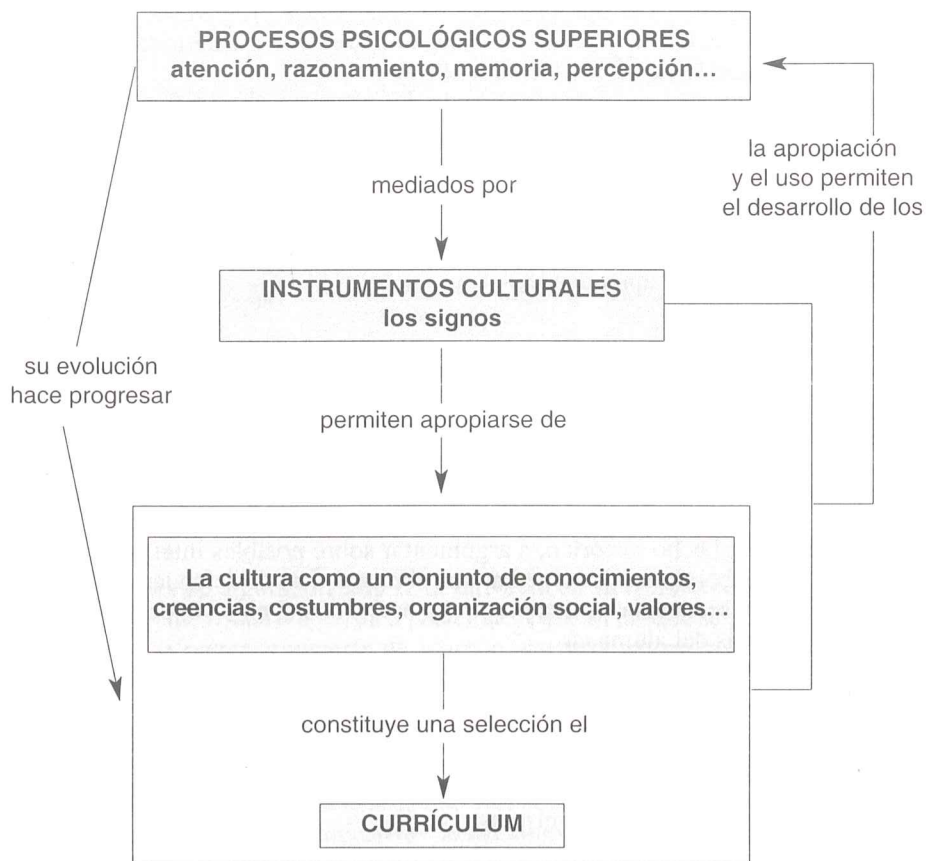 PROCESOS PSICOLÓGICOS SUPERIORES
atención, razonamiento, memoria, percepción...
la apropiación
y el uso permiten
el desarrollo de los
mediados por
INSTRUMENTOS CULTURALES
los signos
su evolución
hace progresar
permiten apropiarse de
La cultura como un conjunto de conocimientos,
creencias, costumbres, organización social, valores...
constituye una selección el
CURRÍCULUM